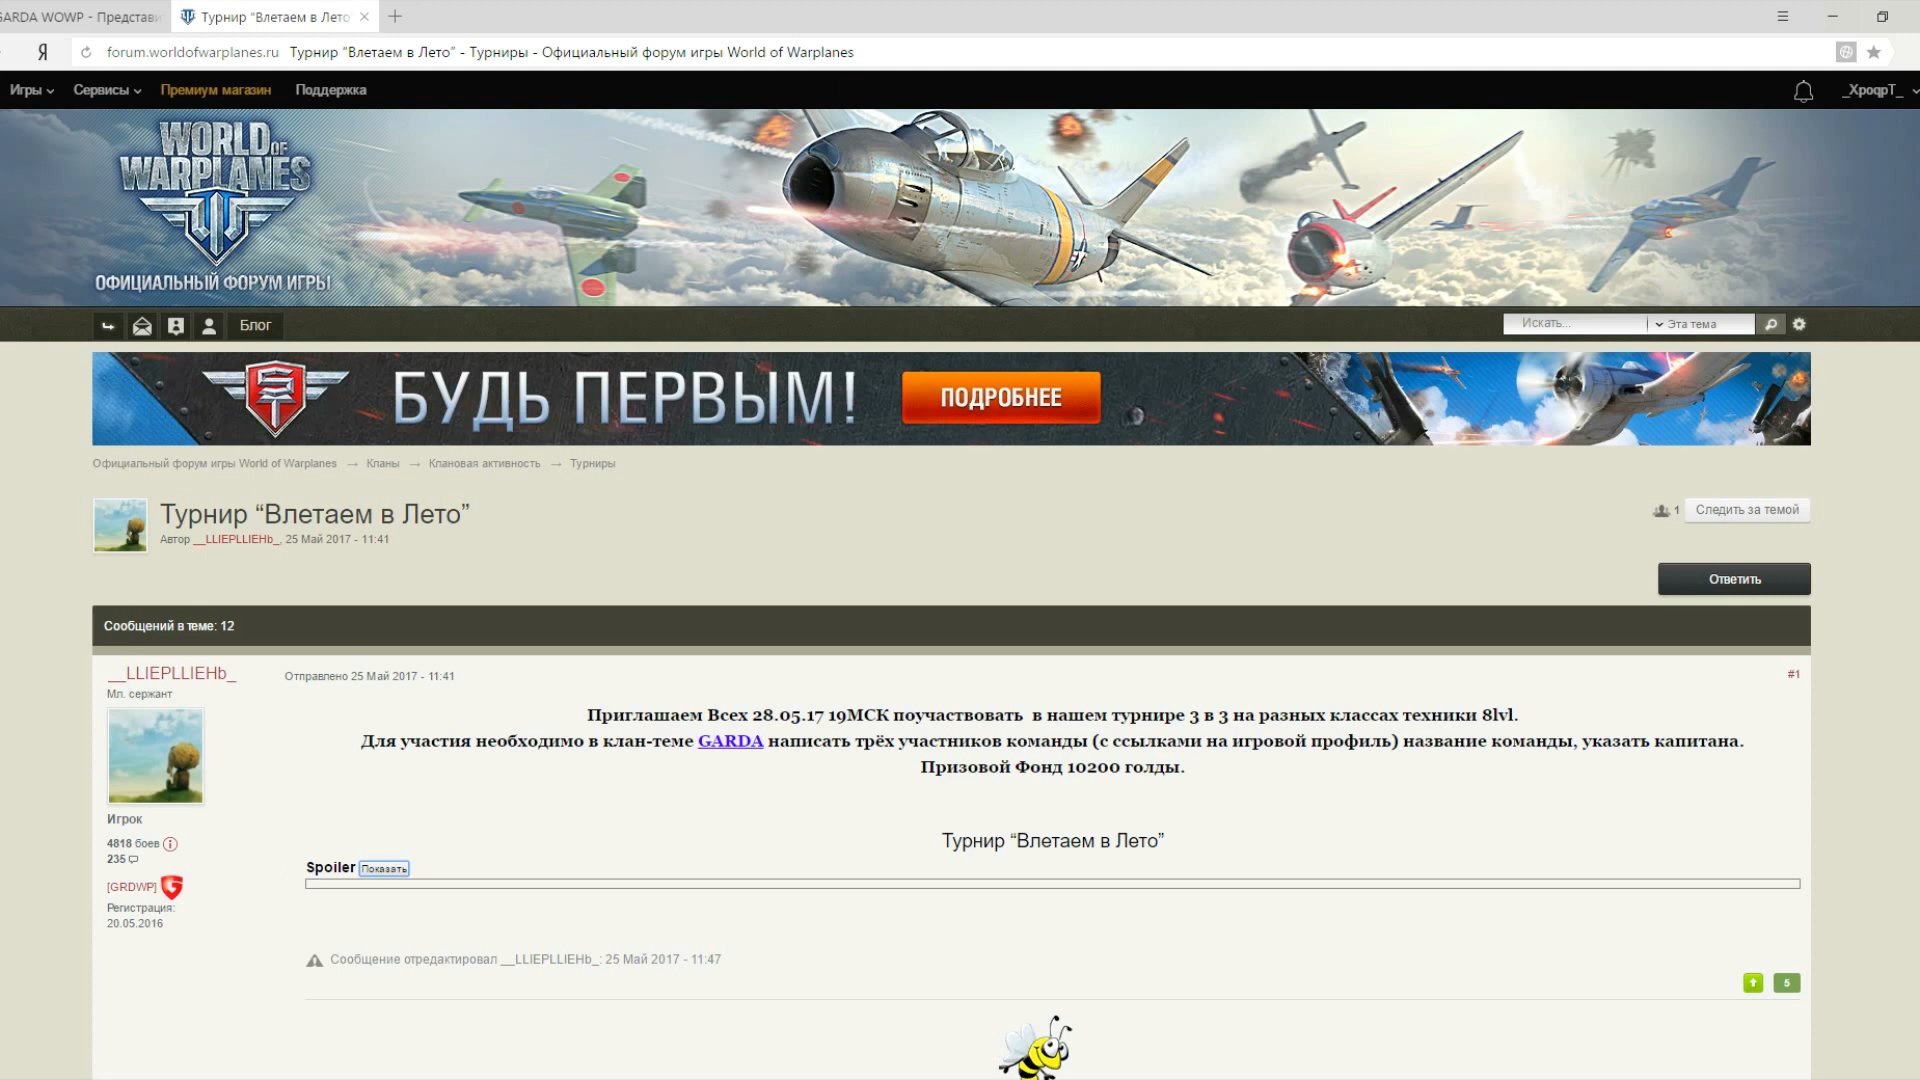 GARDA WOWP - Представи
Турнир “Влетаем в Лето
forum.worldofwarplanes.ru Турнир “Влетаем в Лето” - Турниры - Официальный форум игры World of Warplanes
Игры Сервисы Премиум магазин Поддержка
_XpoqpT_
WORLD OF
WARPLANES
ОФИЦИАЛЬНЫЙ ФОРУМ ИГРЫ
Блог
Искать...
Эта тема
БУДЬ ПЕРВЫМ!
ПОДРОБНЕЕ
Официальный форум игры World of Warplanes → Кланы → Клановая активность → Турниры
Турнир “Влетаем в Лето”
Автор __LLIEPLLIEHb_, 25 Май 2017 - 11:41
1 Следить за темой
Ответить
Сообщений в теме: 12
__LLIEPLLIEHb_
Отправлено 25 Май 2017 - 11:41
#1
Мл. сержант
Приглашаем Всех 28.05.17 19МСК поучаствовать в нашем турнире 3 в 3 на разных классах техники 8lvl.
Для участия необходимо в клан-теме GARDA написать трёх участников команды (с ссылками на игровой профиль) название команды, указать капитана.
Призовой Фонд 10200 голды.
Игрок
4818 боев
235
[GRDWP]
Регистрация:
20.05.2016
Турнир “Влетаем в Лето”
Spoiler Показать
Сообщение отредактировал __LLIEPLLIEHb_: 25 Май 2017 - 11:47
5